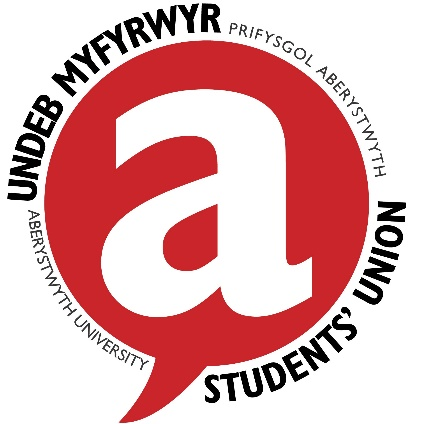 UNDEB MYFYRWYR
PRIFYSGOL ABERYSTWYTH
a
ABERYSTWYTH UNIVERSITY
STUDENTS' UNION